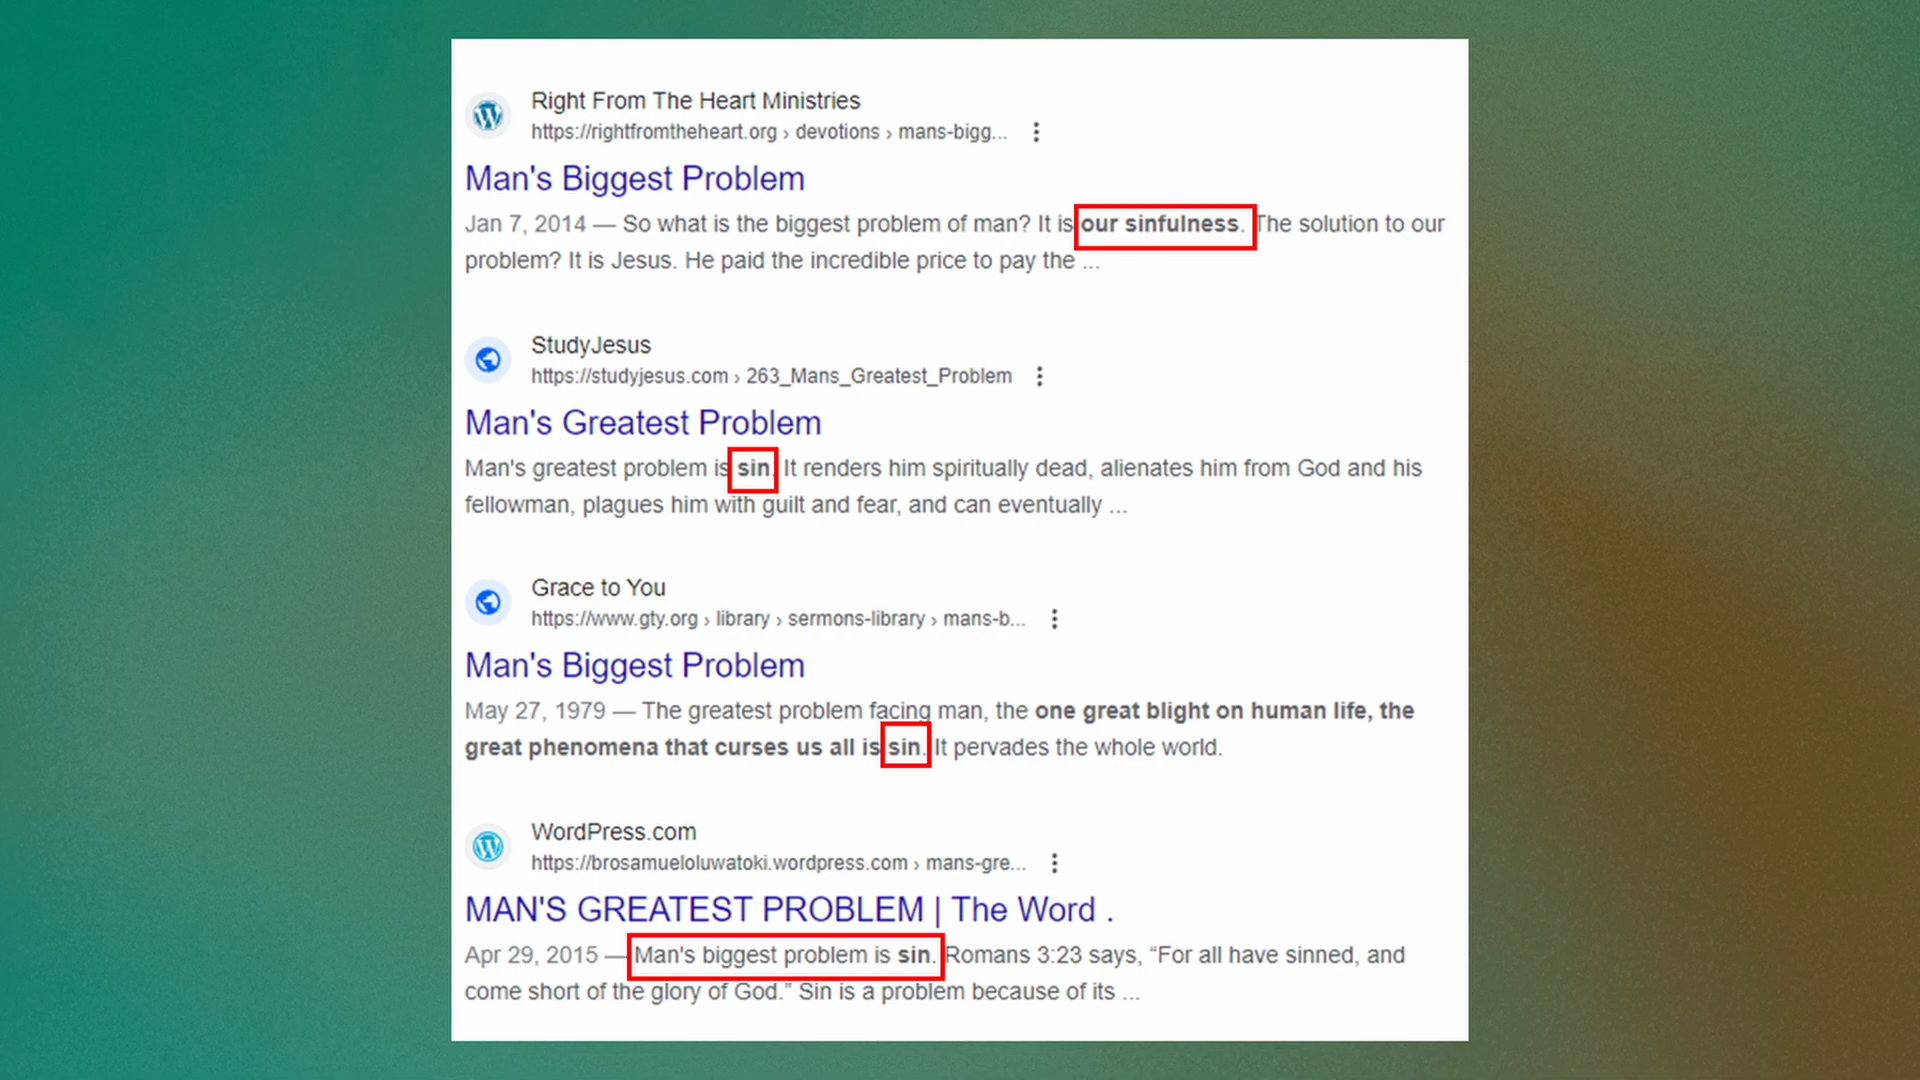 Right From The Heart Ministries
https://rightfromtheheart.org › devotions › mans-bigg...
Man's Biggest Problem
Jan 7, 2014 — So what is the biggest problem of man? It is our sinfulness. The solution to our
problem? It is Jesus. He paid the incredible price to pay the ...
StudyJesus
https://studyjesus.com › 263_Mans_Greatest_Problem
Man's Greatest Problem
Man's greatest problem is sin. It renders him spiritually dead, alienates him from God and his
fellowman, plagues him with guilt and fear, and can eventually ...
Grace to You
https://www.gty.org › library › sermons-library › mans-b...
Man's Biggest Problem
May 27, 1979 — The greatest problem facing man, the one great blight on human life, the
great phenomena that curses us all is sin. It pervades the whole world.
WordPress.com
https://brosamueloluwatoki.wordpress.com › mans-gre...
MAN'S GREATEST PROBLEM | The Word .
Apr 29, 2015 — Man's biggest problem is sin. Romans 3:23 says, “For all have sinned, and
come short of the glory of God.” Sin is a problem because of its ...